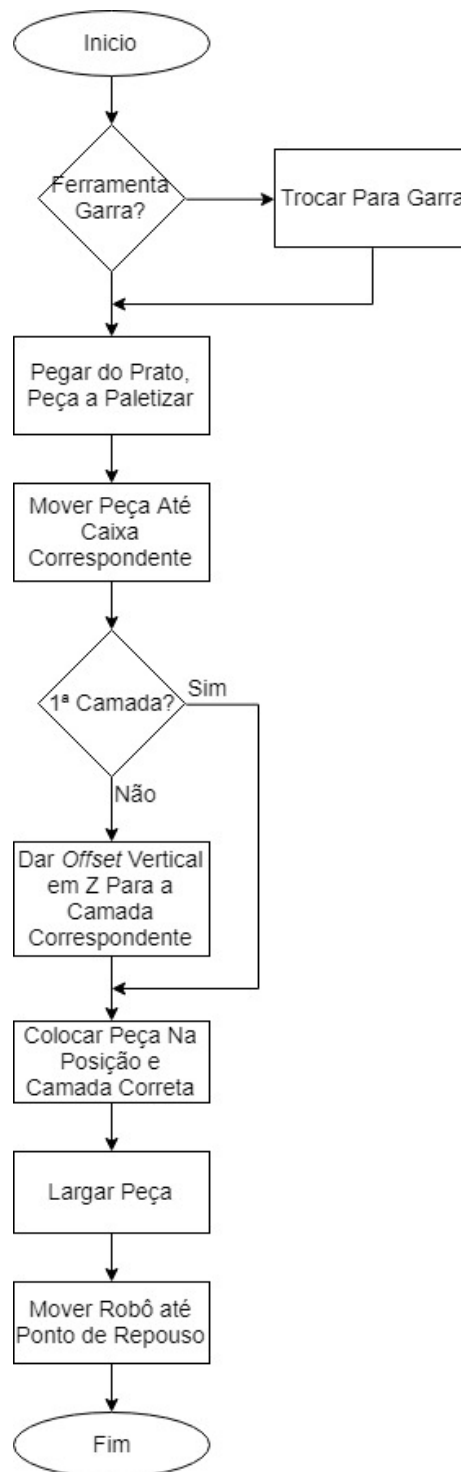 Inicio
Ferramenta
Garra?
Trocar Para Garra
Pegar do Prato,
Peça a Paletizar
Mover Peça Até
Caixa
Correspondente
1ª Camada?
Sim
Não
Dar Offset Vertical
em Z Para a
Camada
Correspondente
Colocar Peça Na
Posição e
Camada Correta
Largar Peça
Mover Robô até
Ponto de Repouso
Fim